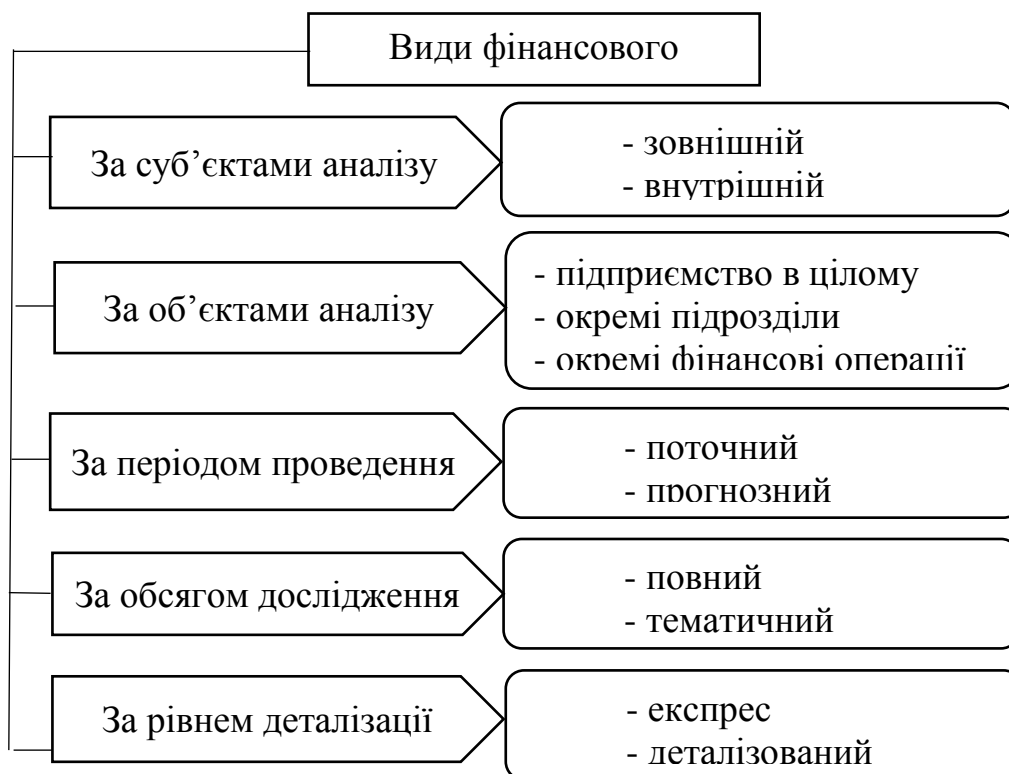 Види фінансового
За суб’єктами аналізу
- зовнішній
- внутрішній
За об’єктами аналізу
- підприємство в цілому
- окремі підрозділи
- окремі фінансові операції
За періодом проведення
- поточний
- прогнозний
За обсягом дослідження
- повний
- тематичний
За рівнем деталізації
- експрес
- деталізований